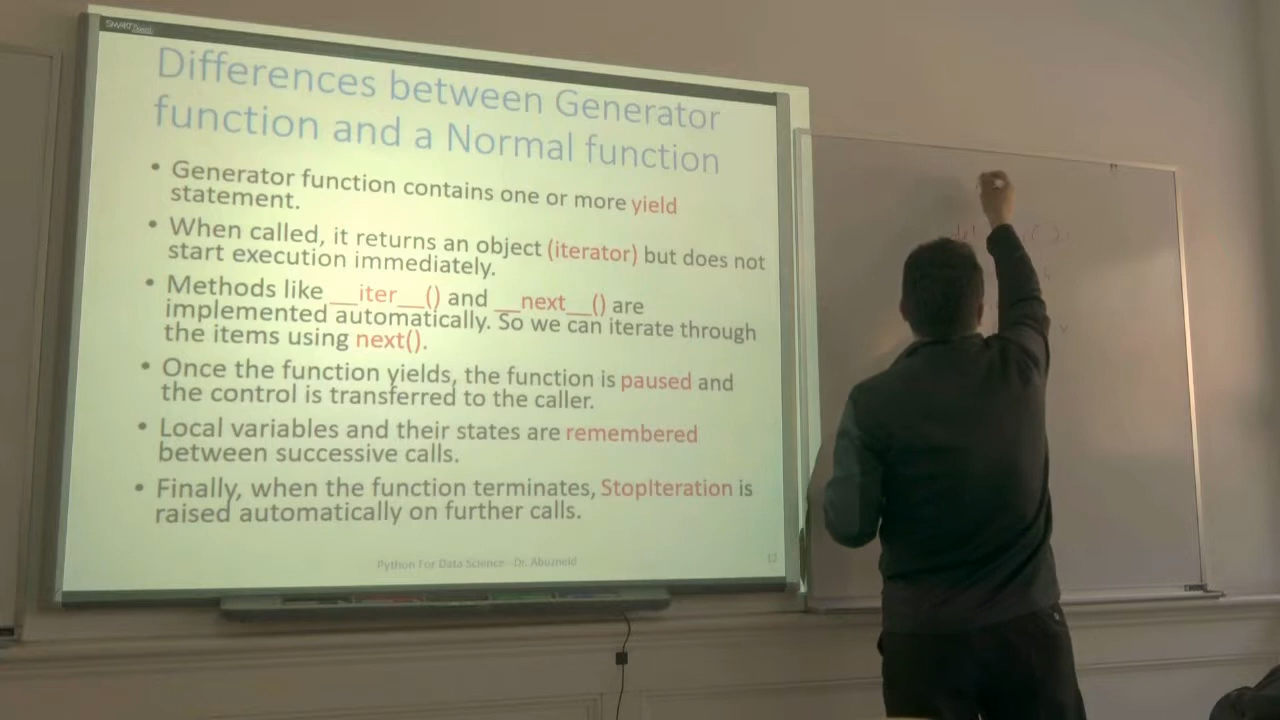 SMART Board
Differences between Generator
function and a Normal function
• Generator function contains one or more yield
statement.
• When called, it returns an object (iterator) but does not
start execution immediately.
• Methods like __iter__() and __next__() are
implemented automatically. So we can iterate through
the items using next().
• Once the function yields, the function is paused and
the control is transferred to the caller.
• Local variables and their states are remembered
between successive calls.
• Finally, when the function terminates, StopIteration is
raised automatically on further calls.
Python For Data Science - Dr. Abuzneid